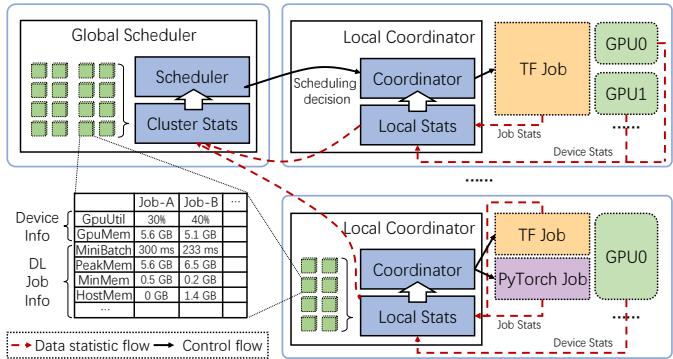 Global Scheduler
Scheduler
Cluster Stats
Scheduling
decision
Local Coordinator
Coordinator
Local Stats
TF Job
GPU0
GPU1
......
Job Stats
Device Stats
......
Job-A Job-B ...
Device
Info
GpuUtil 30% 40%
GpuMem 5.6 GB 5.1 GB
DL
Job
Info
MiniBatch 300 ms 233 ms
PeakMem 5.6 GB 6.5 GB
MinMem 0.5 GB 0.2 GB
HostMem 0 GB 1.4 GB
...
Local Coordinator
Coordinator
Local Stats
TF Job
PyTorch Job
GPU0
Job Stats
Device Stats
......
Data statistic flow Control flow